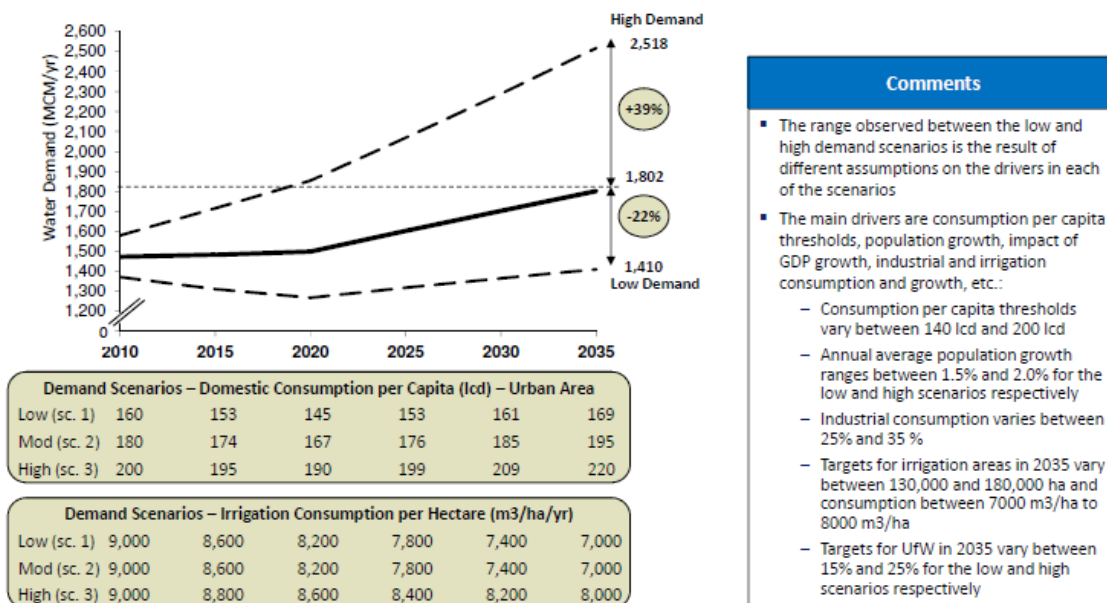 High Demand
2,600
2,500
2,400
2,300
2,200
2,100
2,000
1,900
1,800
1,700
1,600
1,500
1,400
1,300
1,200
0
Water Demand (MCM/yr)
2,518
+39%
1,802
-22%
1,410
Low Demand
2010 2015 2020 2025 2030 2035
Demand Scenarios – Domestic Consumption per Capita (lcd) – Urban Area
Low (sc. 1) 160 153 145 153 161 169
Mod (sc. 2) 180 174 167 176 185 195
High (sc. 3) 200 195 190 199 209 220
Demand Scenarios – Irrigation Consumption per Hectare (m3/ha/yr)
Low (sc. 1) 9,000 8,600 8,200 7,800 7,400 7,000
Mod (sc. 2) 9,000 8,600 8,200 7,800 7,400 7,000
High (sc. 3) 9,000 8,800 8,600 8,400 8,200 8,000
Comments
▪ The range observed between the low and
high demand scenarios is the result of
different assumptions on the drivers in each
of the scenarios
▪ The main drivers are consumption per capita
thresholds, population growth, impact of
GDP growth, industrial and irrigation
consumption and growth, etc.:
– Consumption per capita thresholds
vary between 140 lcd and 200 lcd
– Annual average population growth
ranges between 1.5% and 2.0% for the
low and high scenarios respectively
– Industrial consumption varies between
25% and 35 %
– Targets for irrigation areas in 2035 vary
between 130,000 and 180,000 ha and
consumption between 7000 m3/ha to
8000 m3/ha
– Targets for UfW in 2035 vary between
15% and 25% for the low and high
scenarios respectively